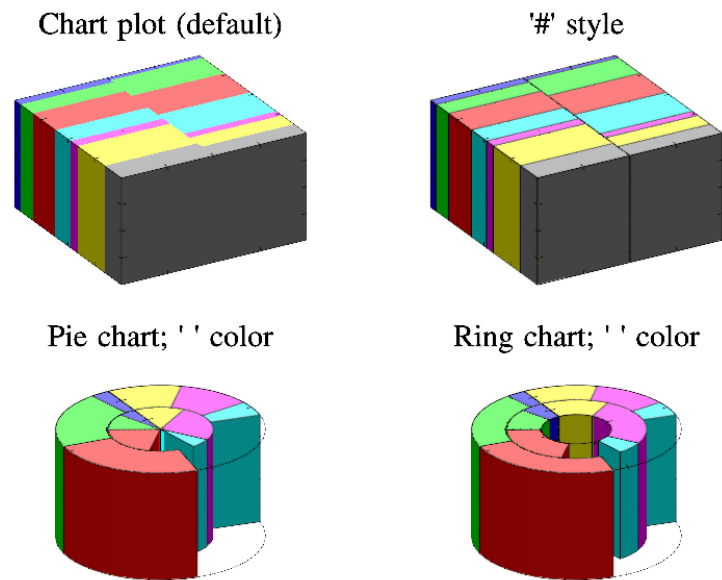 Chart plot (default)
'#' style
Pie chart; ' ' color
Ring chart; ' ' color